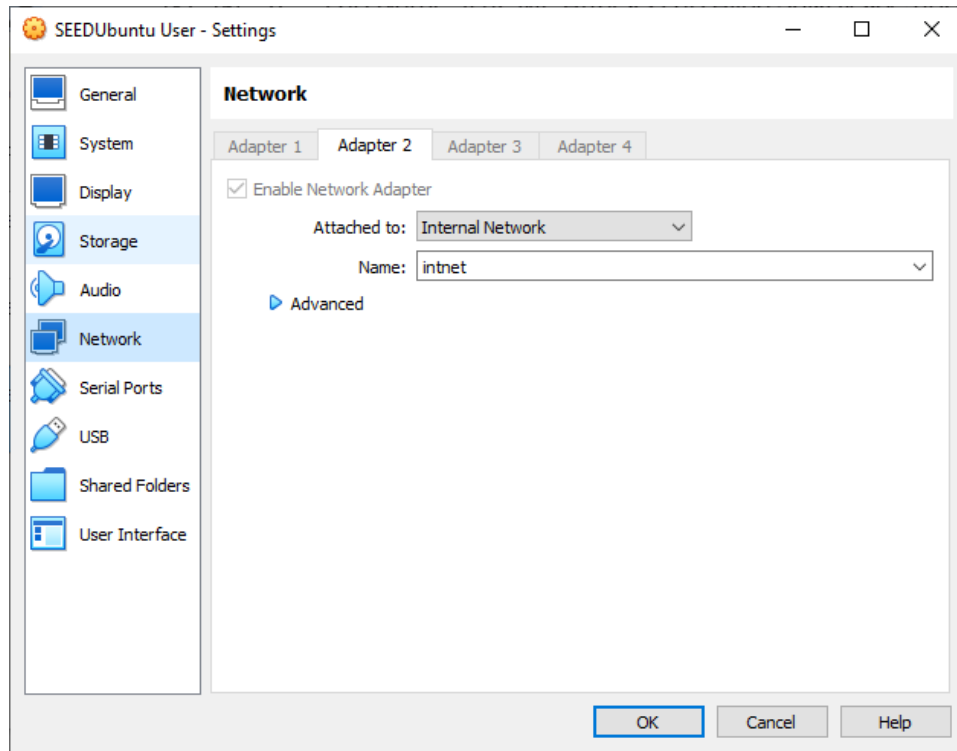 SEEDUbuntu User - Settings
General
System
Display
Storage
Audio
Network
Serial Ports
USB
Shared Folders
User Interface
Network
Adapter 1 Adapter 2 Adapter 3 Adapter 4
Enable Network Adapter
Attached to: Internal Network
Name: intnet
Advanced
OK Cancel Help